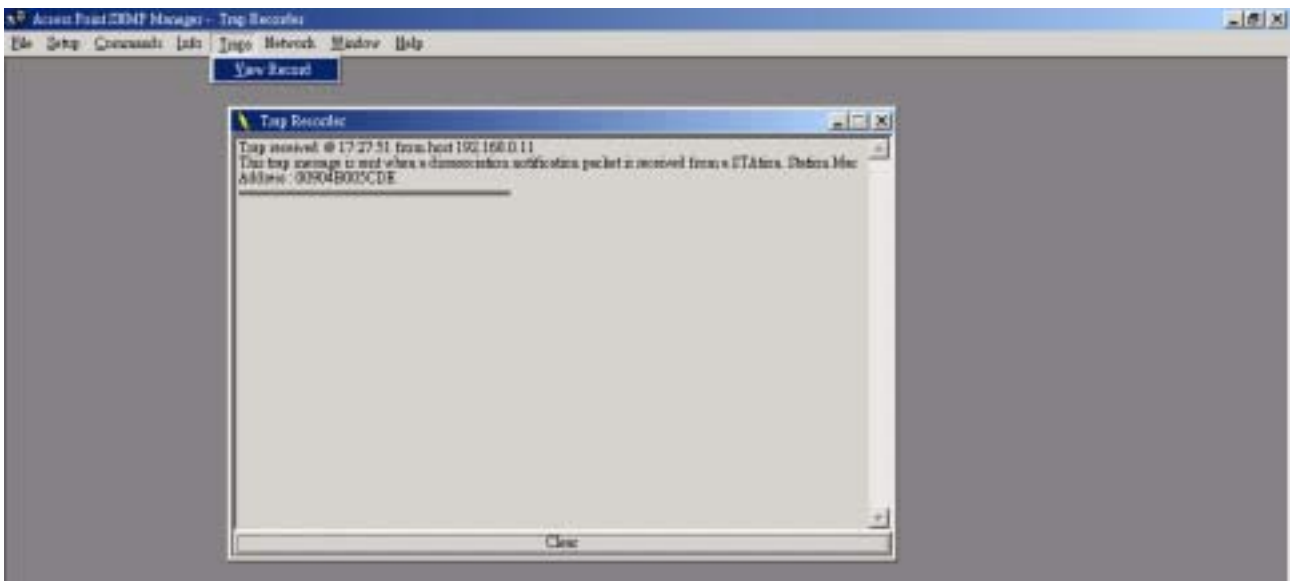 Access Point SNMP Manager - Trap Recorder
File Setup Commands Info Traps Network Window Help
View Record
Trap Recorder
Trap received @ 17:27:51 from host 192.168.0.11
This trap message is sent when a disassociation notification packet is received from a STAtion. Station Mac
Address : 00904B005CDE
Clear